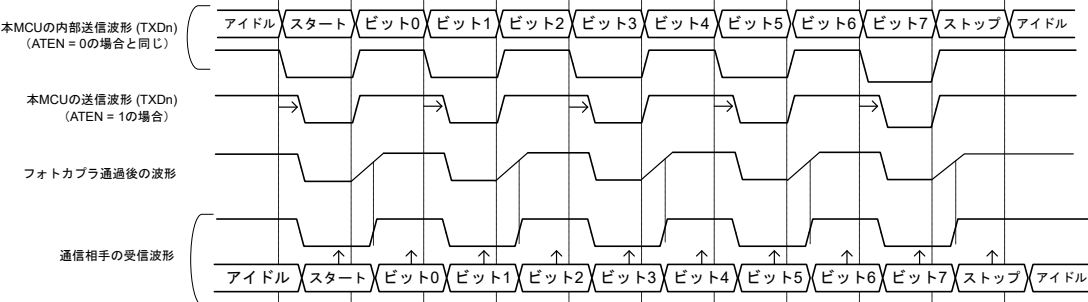 本MCUの内部送信波形 (TXDn)
（ATEN = 0の場合と同じ）
アイドル スタート ビット0 ビット1 ビット2 ビット3 ビット4 ビット5 ビット6 ビット7 ストップ アイドル
本MCUの送信波形 (TXDn)
（ATEN = 1の場合）
フォトカプラ通過後の波形
通信相手の受信波形
アイドル スタート ビット0 ビット1 ビット2 ビット3 ビット4 ビット5 ビット6 ビット7 ストップ アイドル